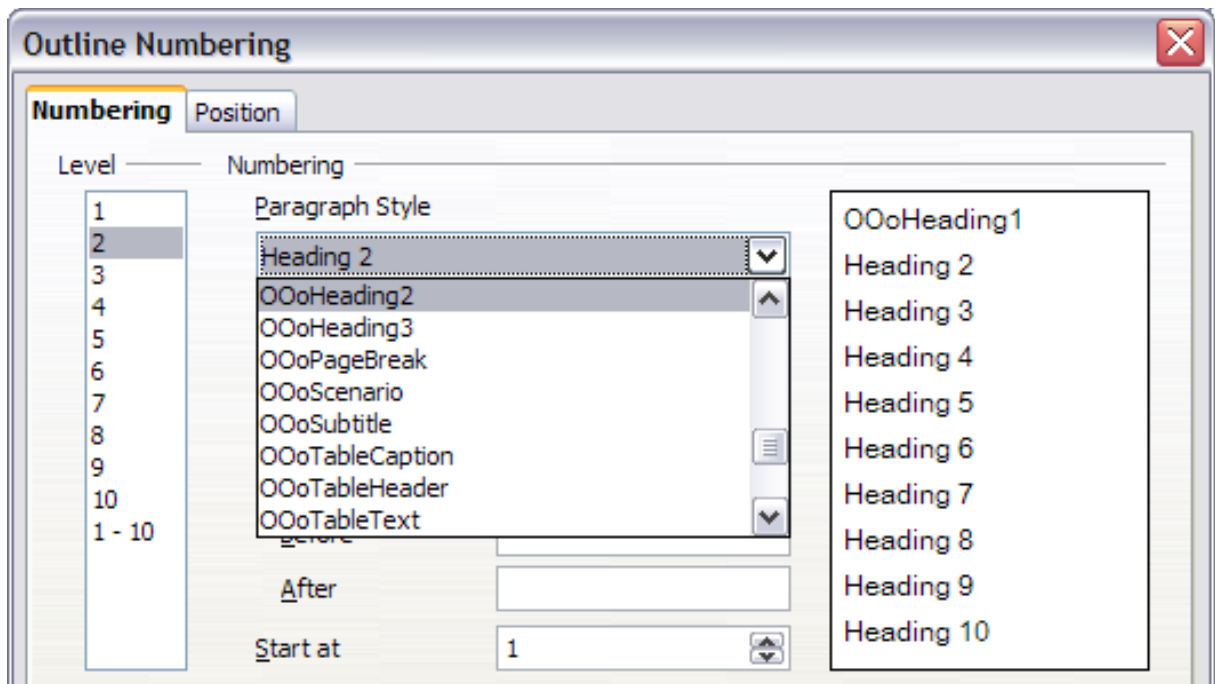 Outline Numbering
Numbering Position
Level Numbering
1
2
3
4
5
6
7
8
9
10
1 - 10
Paragraph Style
Heading 2
OOoHeading2
OOoHeading3
OOoPageBreak
OOoScenario
OOoSubtitle
OOoTableCaption
OOoTableHeader
OOoTableText
Before
After
Start at 1
OOoHeading1
Heading 2
Heading 3
Heading 4
Heading 5
Heading 6
Heading 7
Heading 8
Heading 9
Heading 10